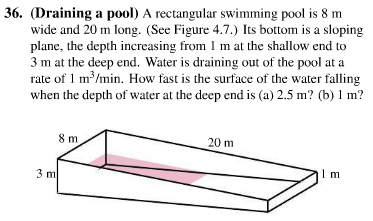 36. (Draining a pool) A rectangular swimming pool is 8 m
wide and 20 m long. (See Figure 4.7.) Its bottom is a sloping
plane, the depth increasing from 1 m at the shallow end to
3 m at the deep end. Water is draining out of the pool at a
rate of 1 m³/min. How fast is the surface of the water falling
when the depth of water at the deep end is (a) 2.5 m? (b) 1 m?
8 m
20 m
3 m
1 m